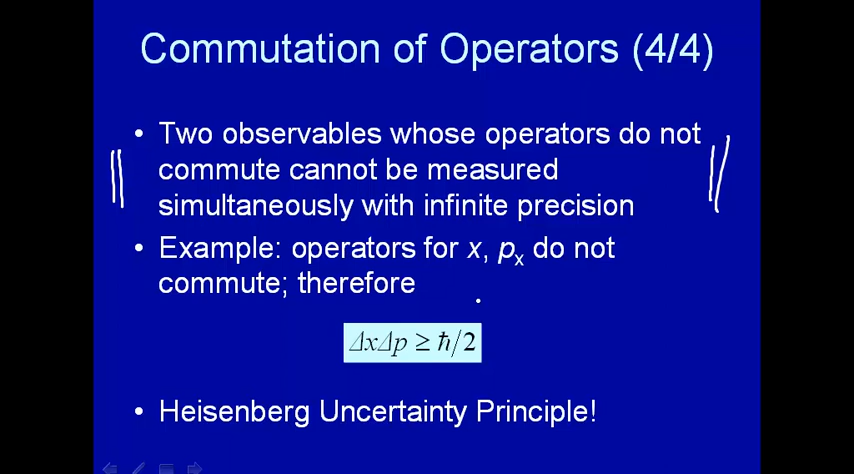 Commutation of Operators (4/4)
• Two observables whose operators do not
commute cannot be measured
simultaneously with infinite precision
• Example: operators for x, pₓ do not
commute; therefore
ΔxΔp ≥ ħ/2
• Heisenberg Uncertainty Principle!